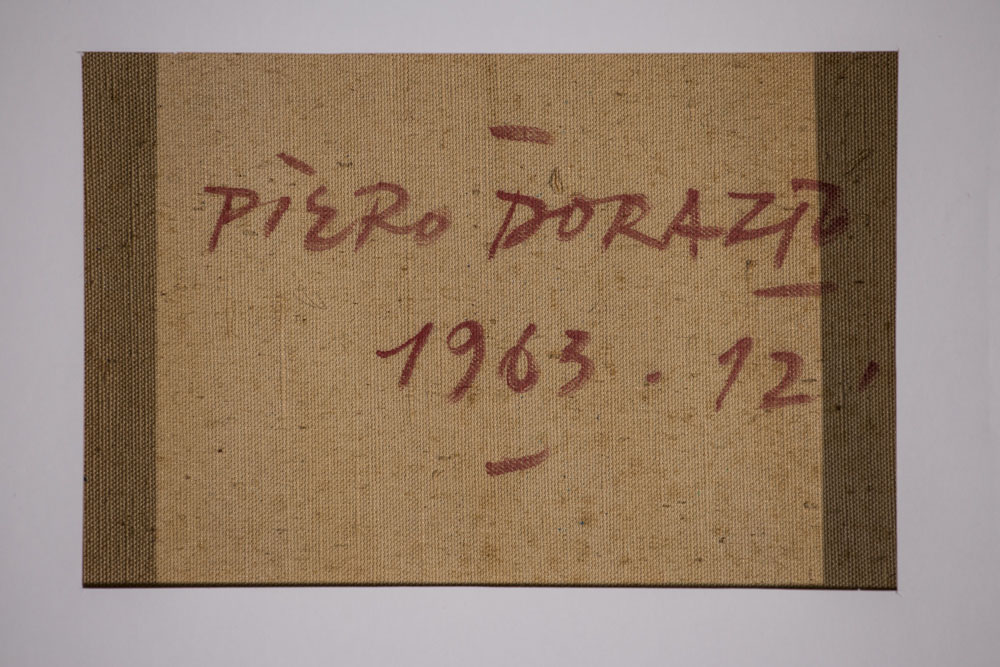 PIERO DORAZIO
1963. 12.